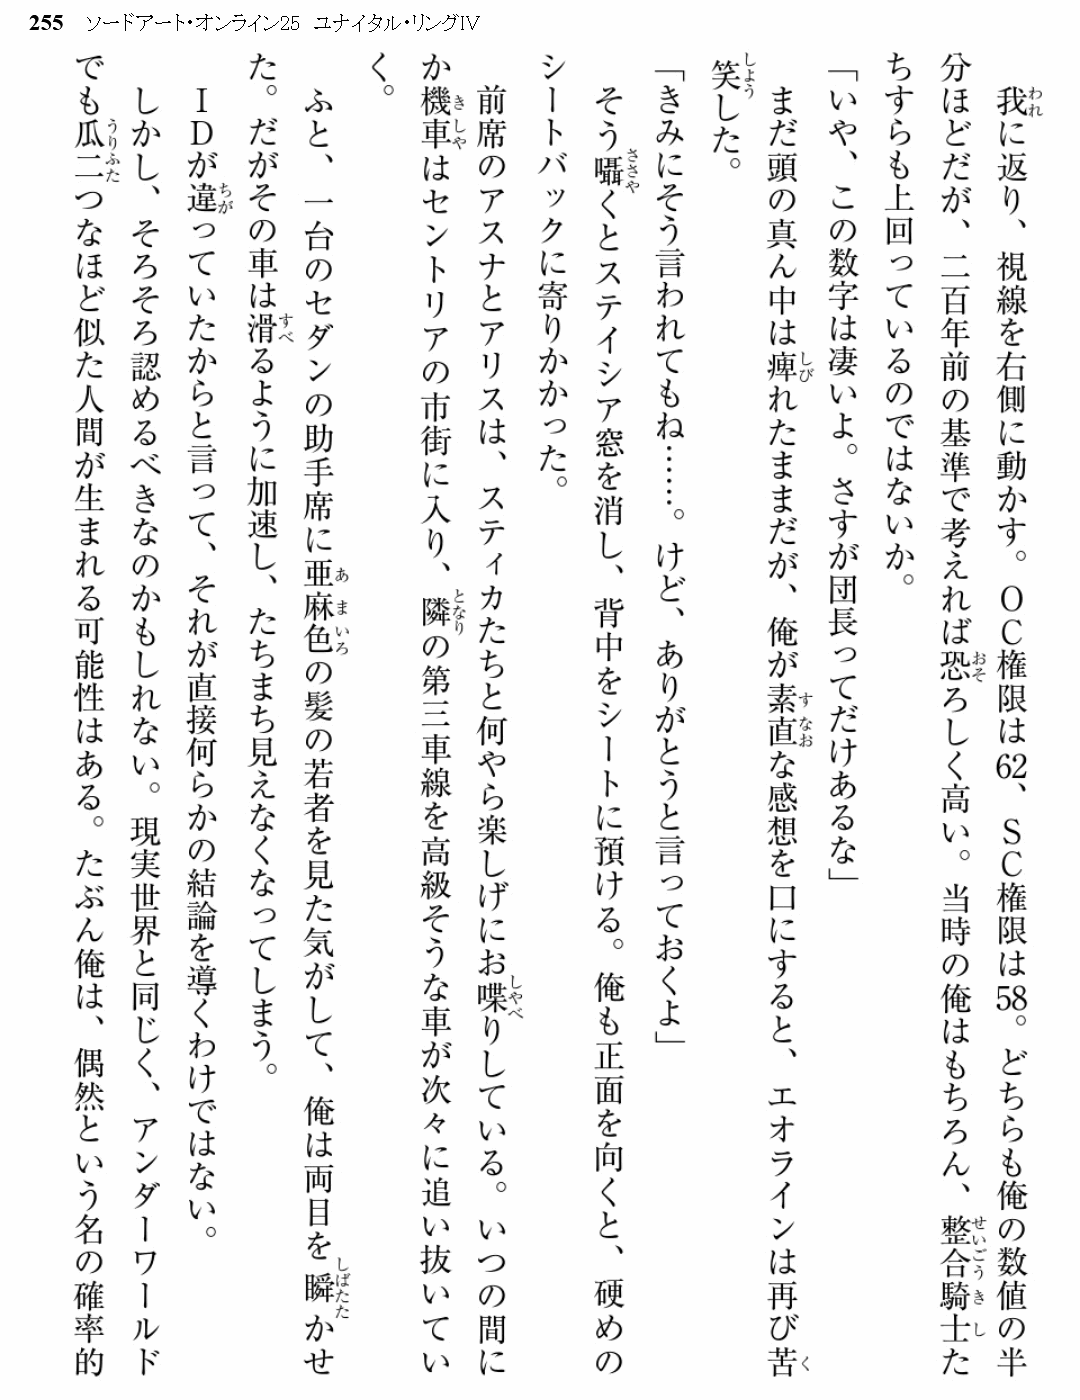 255 ソードアート・オンライン25 ユナイタル・リングIV
我に返り、視線を右側に動かす。ＯＣ権限は62、ＳＣ権限は58。どちらも俺の数値の半
分ほどだが、二百年前の基準で考えれば恐ろしく高い。当時の俺はもちろん、整合騎士た
ちすらも上回っているのではないか。
「いや、この数字は凄いよ。さすが団長ってだけあるな」
まだ頭の真ん中は痺れたままだが、俺が素直な感想を口にすると、エオラインは再び苦
笑した。
「きみにそう言われてもね……。けど、ありがとうと言っておくよ」
そう囁くとステイシア窓を消し、背中をシートに預ける。俺も正面を向くと、硬めの
シートバックに寄りかかった。
前席のアスナとアリスは、スティカたちと何やら楽しげにお喋りしている。いつの間に
か機車はセントリアの市街に入り、隣の第三車線を高級そうな車が次々に追い抜いてい
く。
ふと、一台のセダンの助手席に亜麻色の髪の若者を見た気がして、俺は両目を瞬かせ
た。だがその車は滑るように加速し、たちまち見えなくなってしまう。
ＩＤが違っていたからと言って、それが直接何らかの結論を導くわけではない。
しかし、そろそろ認めるべきなのかもしれない。現実世界と同じく、アンダーワールド
でも瓜二つなほど似た人間が生まれる可能性はある。たぶん俺は、偶然という名の確率的